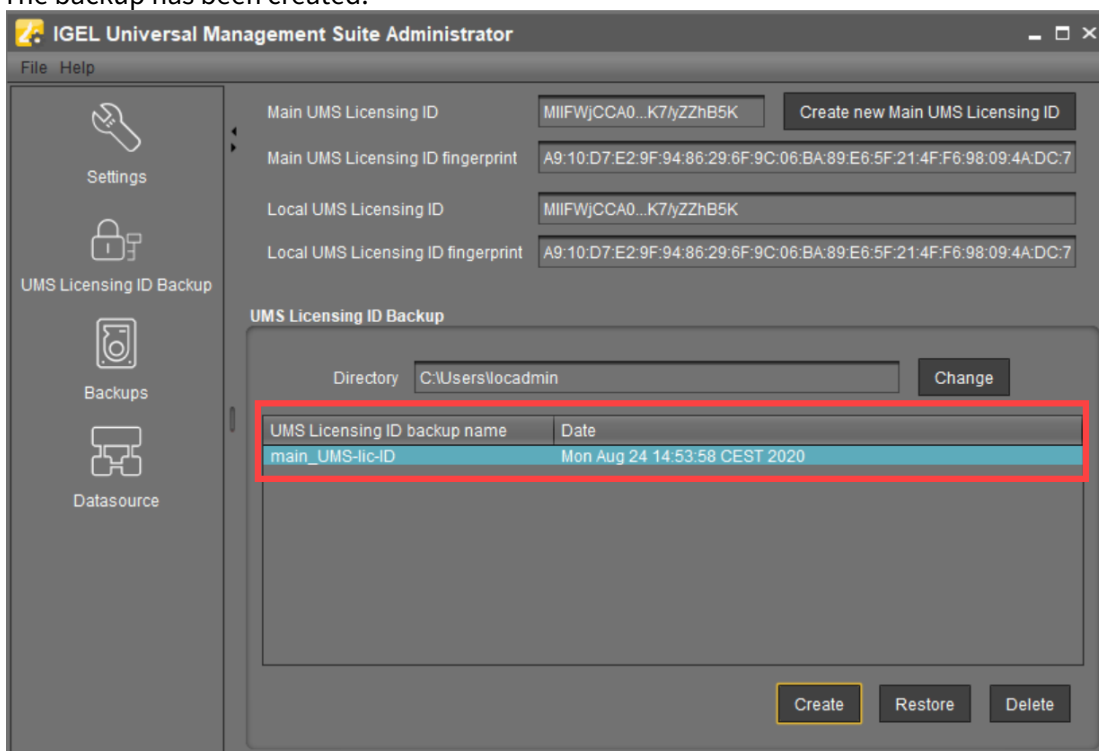 The backup has been created.
IGEL Universal Management Suite Administrator
File Help
Settings
UMS Licensing ID Backup
Backups
Datasource
Main UMS Licensing ID MIIFWjCCA0...K7/yZZhB5K Create new Main UMS Licensing ID
Main UMS Licensing ID fingerprint A9:10:D7:E2:9F:94:86:29:6F:9C:06:BA:89:E6:5F:21:4F:F6:98:09:4A:DC:7
Local UMS Licensing ID MIIFWjCCA0...K7/yZZhB5K
Local UMS Licensing ID fingerprint A9:10:D7:E2:9F:94:86:29:6F:9C:06:BA:89:E6:5F:21:4F:F6:98:09:4A:DC:7
UMS Licensing ID Backup
Directory C:\Users\locadmin Change
UMS Licensing ID backup name Date
main_UMS-lic-ID Mon Aug 24 14:53:58 CEST 2020
Create Restore Delete